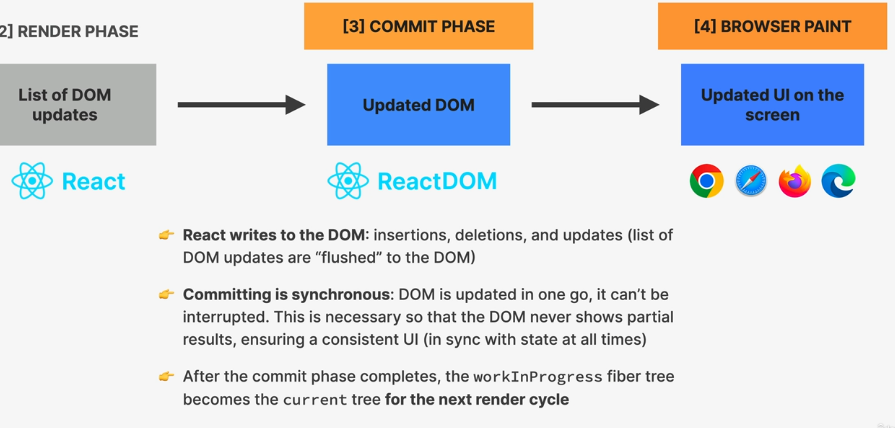 2] RENDER PHASE
[3] COMMIT PHASE
[4] BROWSER PAINT
List of DOM
updates
Updated DOM
Updated UI on the
screen
React
ReactDOM
React writes to the DOM: insertions, deletions, and updates (list of
DOM updates are “flushed” to the DOM)
Committing is synchronous: DOM is updated in one go, it can’t be
interrupted. This is necessary so that the DOM never shows partial
results, ensuring a consistent UI (in sync with state at all times)
After the commit phase completes, the workInProgress fiber tree
becomes the current tree for the next render cycle